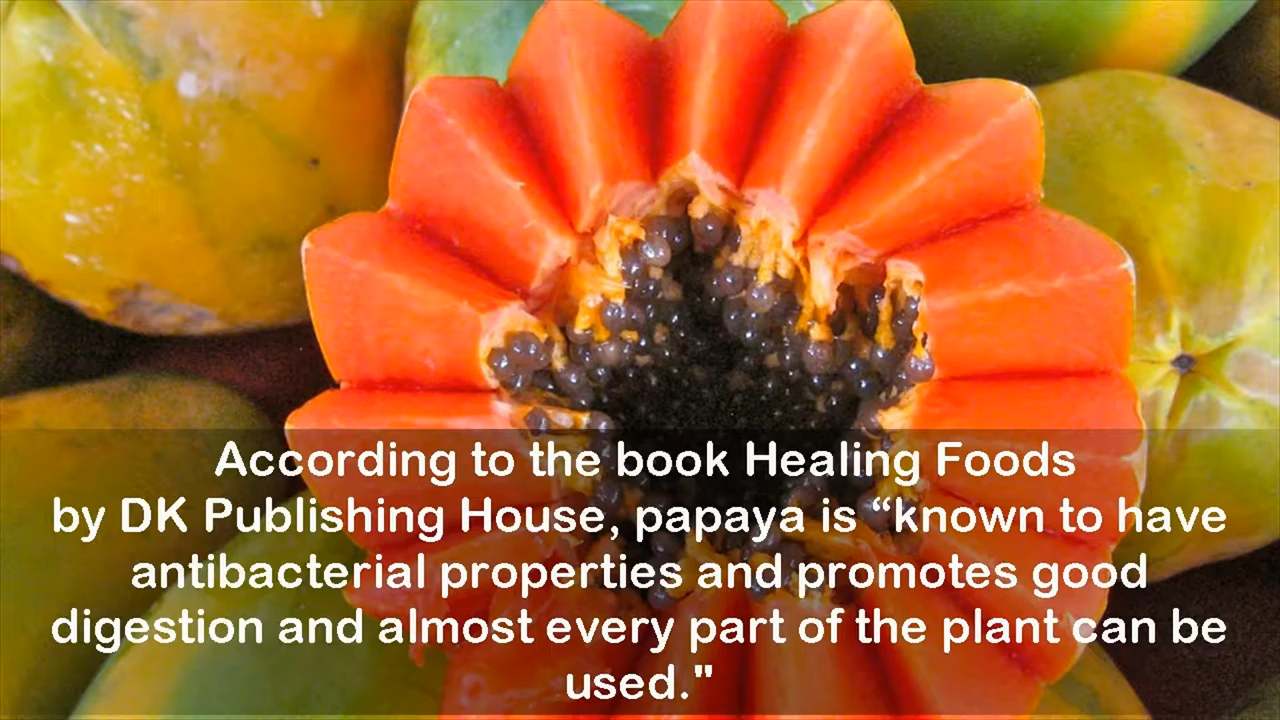 According to the book Healing Foods
by DK Publishing House, papaya is “known to have
antibacterial properties and promotes good
digestion and almost every part of the plant can be
used."